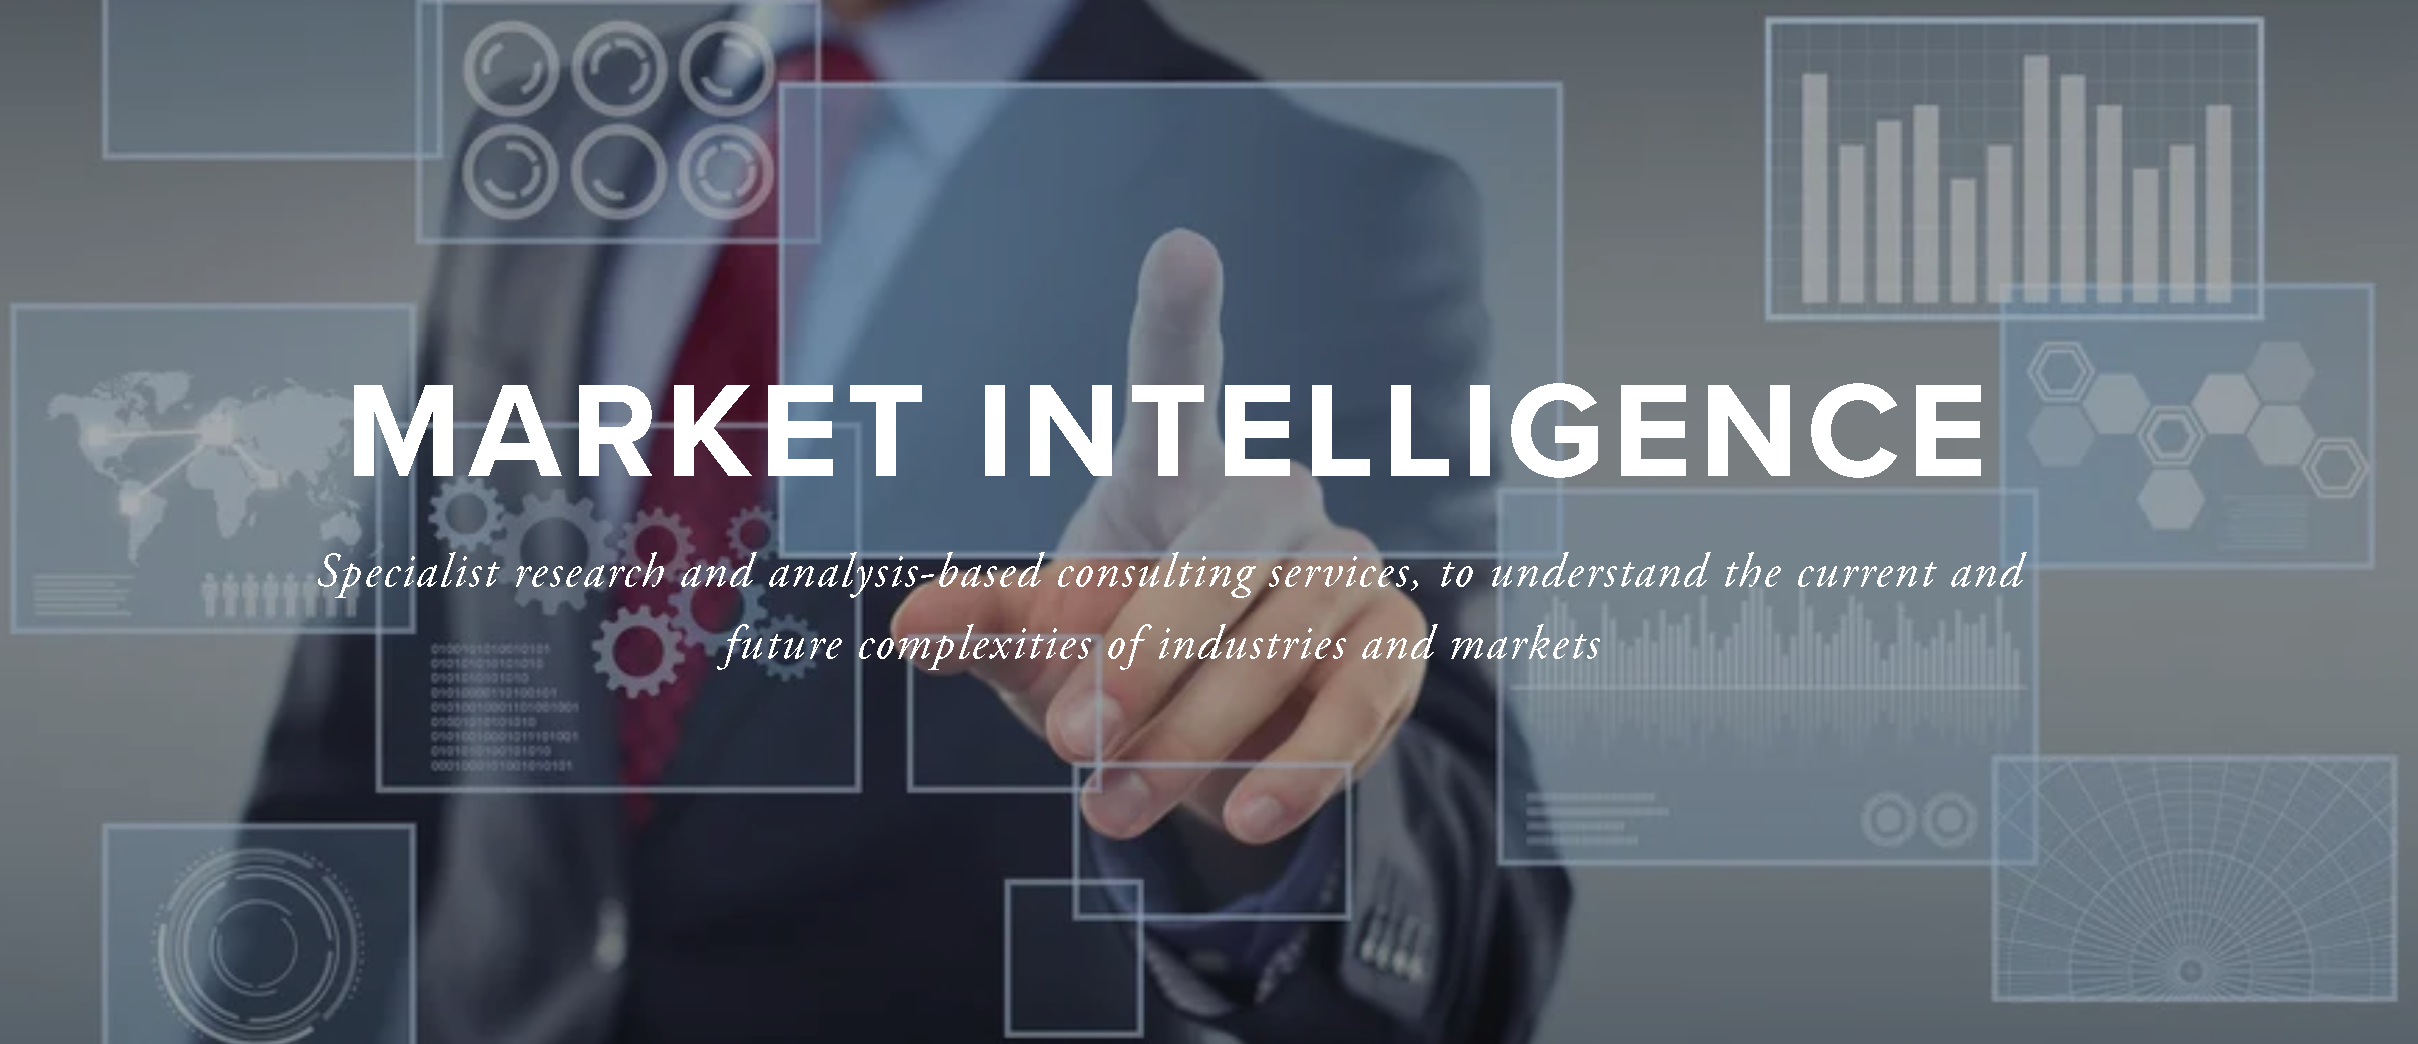 MARKET INTELLIGENCE
Specialist research and analysis-based consulting services, to understand the current and
future complexities of industries and markets